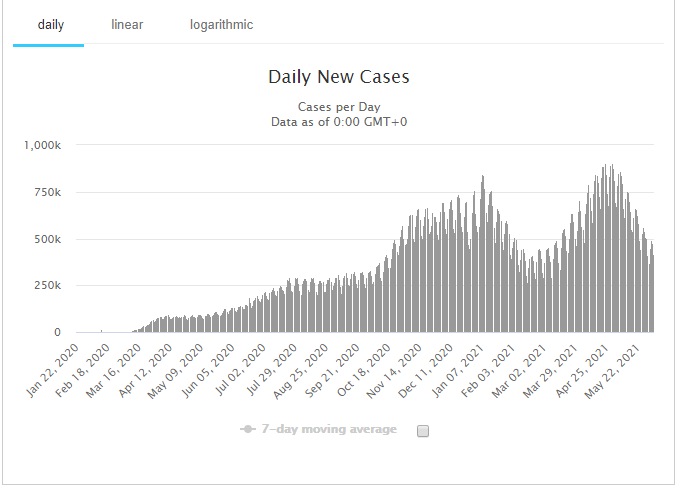 daily linear logarithmic
Daily New Cases
Cases per Day
Data as of 0:00 GMT+0
1,000k
750k
500k
250k
0
Jan 22, 2020
Feb 18, 2020
Mar 16, 2020
Apr 12, 2020
May 09, 2020
Jun 05, 2020
Jul 02, 2020
Jul 29, 2020
Aug 25, 2020
Sep 21, 2020
Oct 18, 2020
Nov 14, 2020
Dec 11, 2020
Jan 07, 2021
Feb 03, 2021
Mar 02, 2021
Mar 29, 2021
Apr 25, 2021
May 22, 2021
7-day moving average